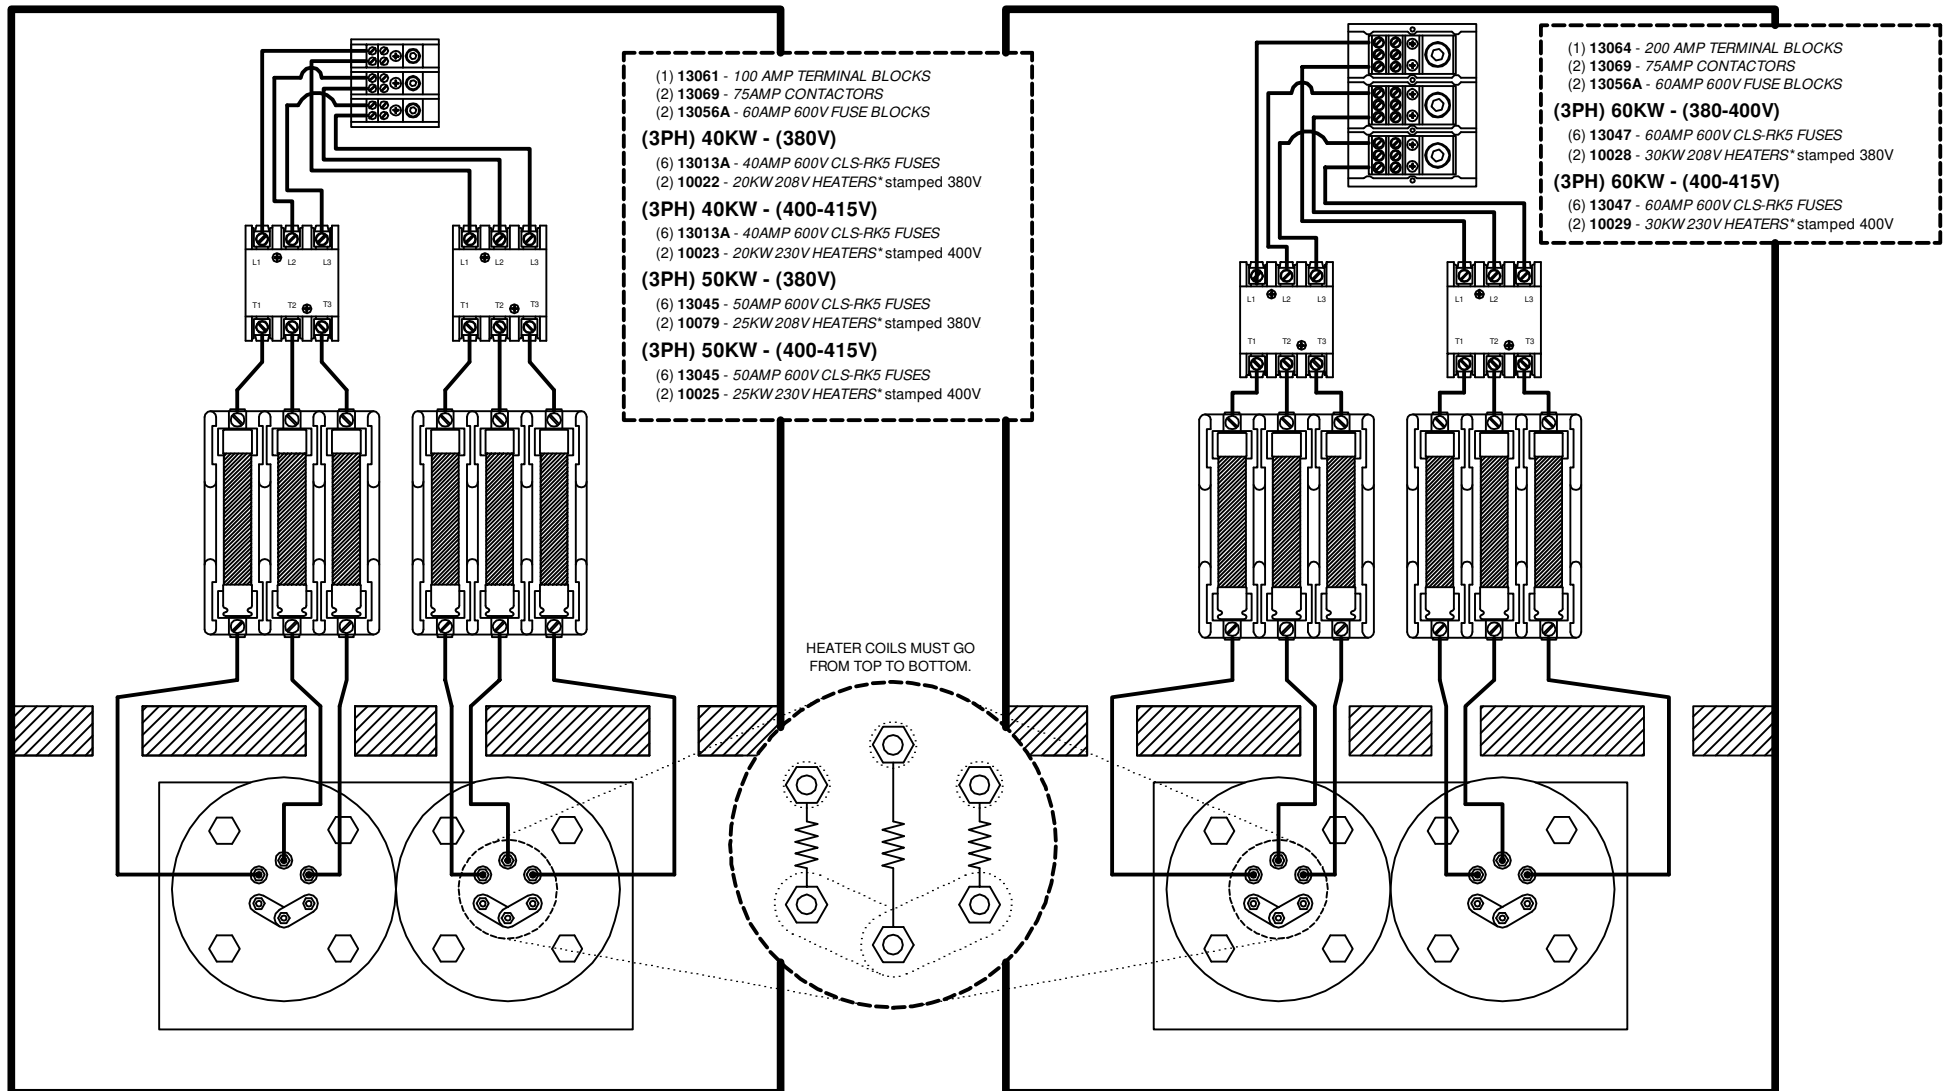 (1) 13061 - 100 AMP TERMINAL BLOCKS
(2) 13069 - 75AMP CONTACTORS
(2) 13056A - 60AMP 600V FUSE BLOCKS
(3PH) 40KW - (380V)
(6) 13013A - 40AMP 600V CLS-RK5 FUSES
(2) 10022 - 20KW 208V HEATERS* stamped 380V
(3PH) 40KW - (400-415V)
(6) 13013A - 40AMP 600V CLS-RK5 FUSES
(2) 10023 - 20KW 230V HEATERS* stamped 400V
(3PH) 50KW - (380V)
(6) 13045 - 50AMP 600V CLS-RK5 FUSES
(2) 10079 - 25KW 208V HEATERS* stamped 380V
(3PH) 50KW - (400-415V)
(6) 13045 - 50AMP 600V CLS-RK5 FUSES
(2) 10025 - 25KW 230V HEATERS* stamped 400V
(1) 13064 - 200 AMP TERMINAL BLOCKS
(2) 13069 - 75AMP CONTACTORS
(2) 13056A - 60AMP 600V FUSE BLOCKS
(3PH) 60KW - (380-400V)
(6) 13047 - 60AMP 600V CLS-RK5 FUSES
(2) 10028 - 30KW 208V HEATERS* stamped 380V
(3PH) 60KW - (400-415V)
(6) 13047 - 60AMP 600V CLS-RK5 FUSES
(2) 10029 - 30KW 230V HEATERS* stamped 400V
L1 L2 L3
T1 T2 T3
L1 L2 L3
T1 T2 T3
L1 L2 L3
T1 T2 T3
L1 L2 L3
T1 T2 T3
HEATER COILS MUST GO
FROM TOP TO BOTTOM.